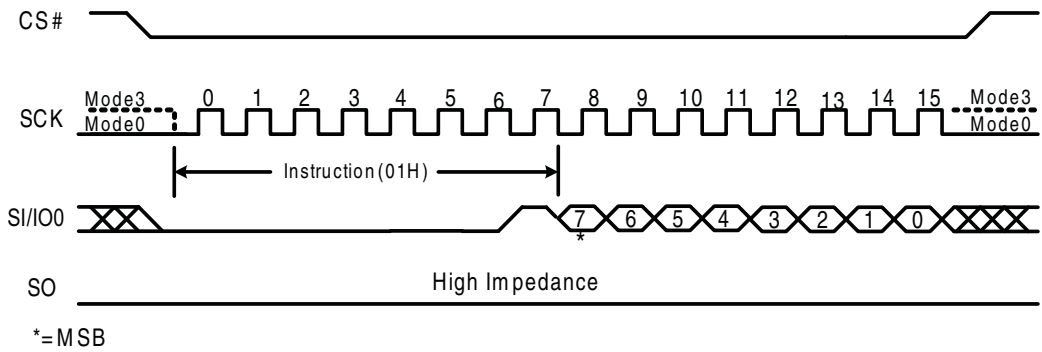 CS#
SCK
Mode3
Mode0
0 1 2 3 4 5 6 7 8 9 10 11 12 13 14 15
Mode3
Mode0
Instruction(01H)
SI/IO0
7 6 5 4 3 2 1 0
*
SO
High Impedance
*=MSB